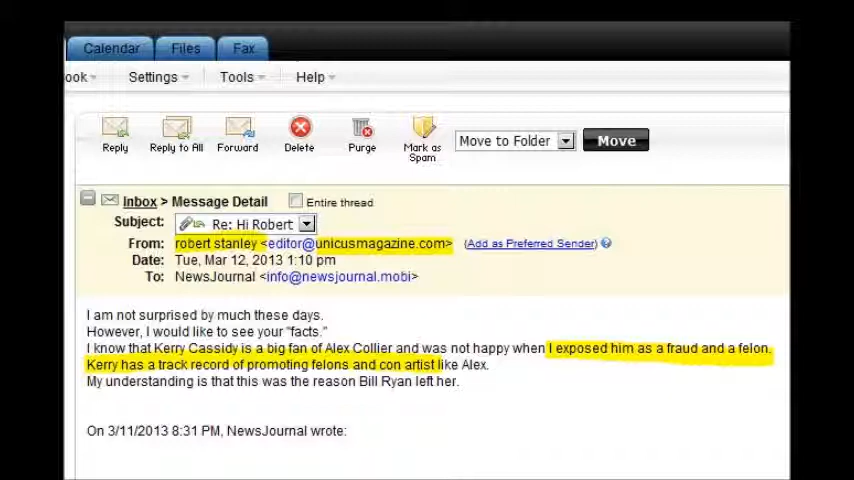 Calendar Files Fax
ook Settings Tools Help
Reply Reply to All Forward Delete Purge Mark as Spam Move to Folder Move
Inbox > Message Detail Entire thread
Subject: Re: Hi Robert
From: robert stanley <editor@unicusmagazine.com> (Add as Preferred Sender) ?
Date: Tue, Mar 12, 2013 1:10 pm
To: NewsJournal <info@newsjournal.mobi>
I am not surprised by much these days.
However, I would like to see your "facts."
I know that Kerry Cassidy is a big fan of Alex Collier and was not happy when I exposed him as a fraud and a felon.
Kerry has a track record of promoting felons and con artist like Alex.
My understanding is that this was the reason Bill Ryan left her.
On 3/11/2013 8:31 PM, NewsJournal wrote: